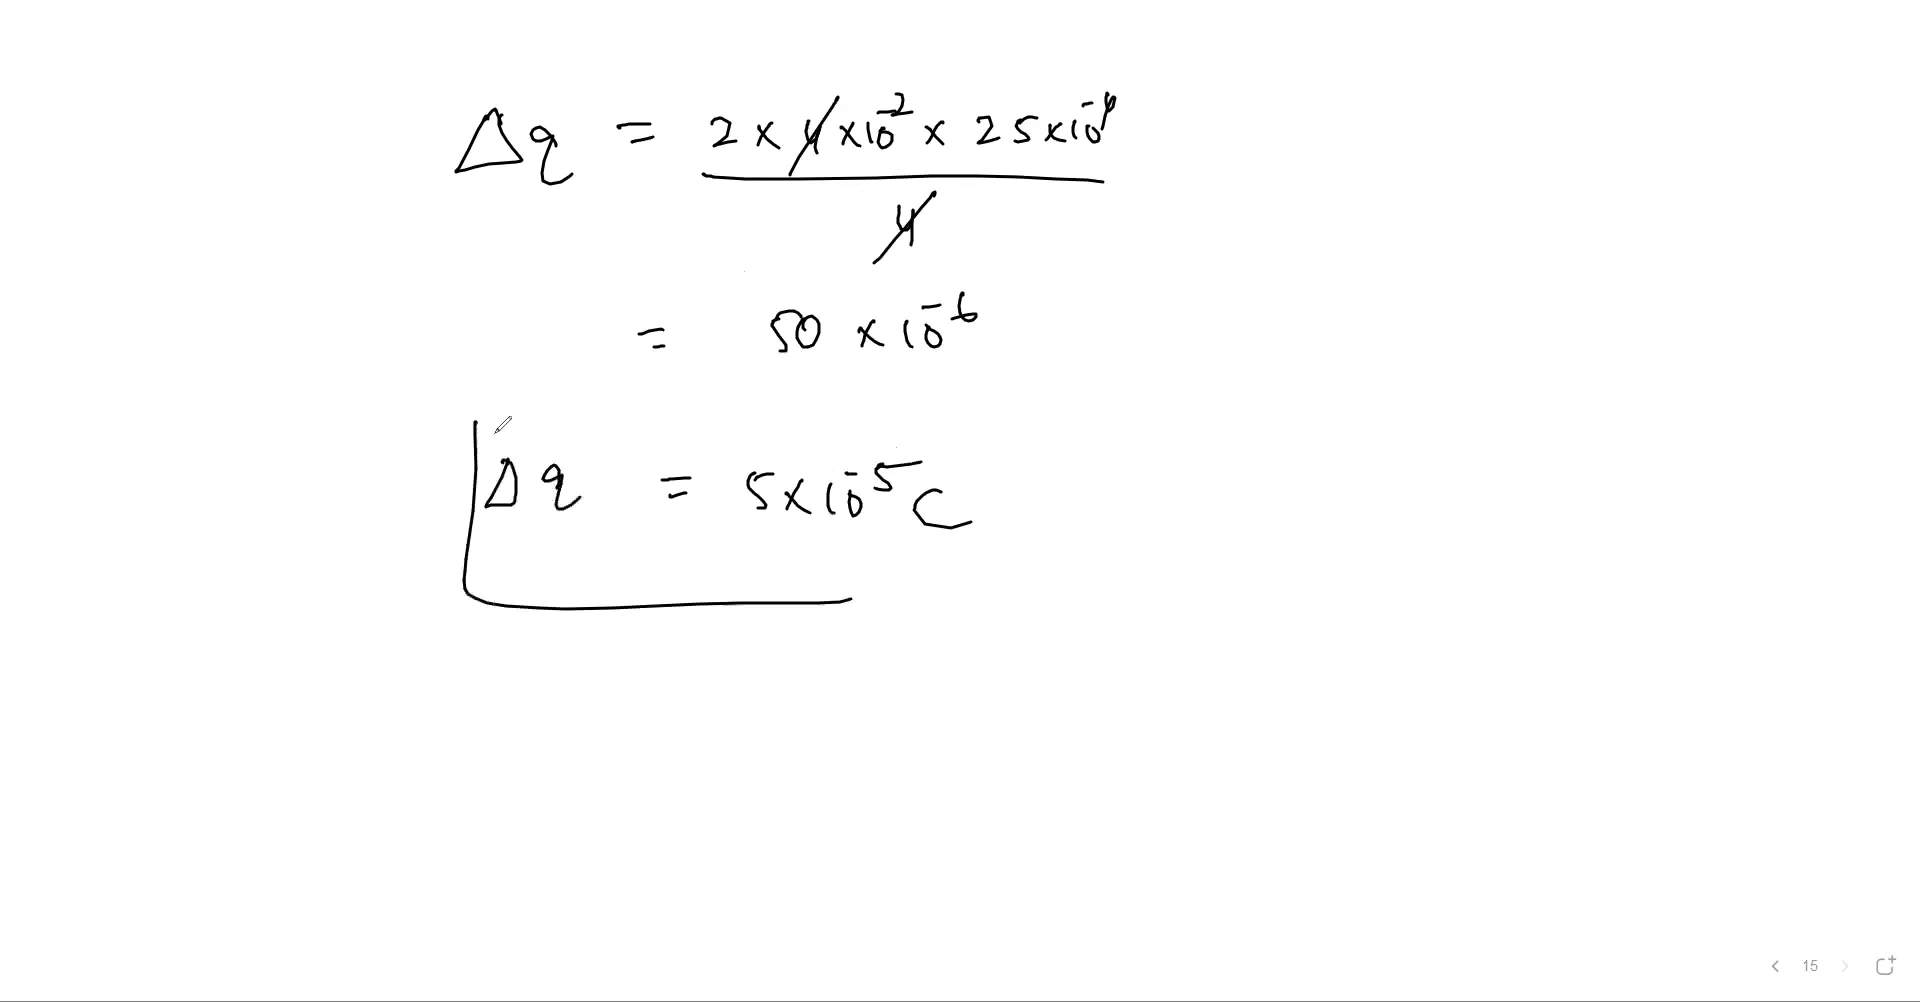 Δq = 2 × 4 × 10⁻² × 25 × 10⁻⁴
4
= 50 × 10⁻⁶
Δq = 5 × 10⁻⁵ C
15